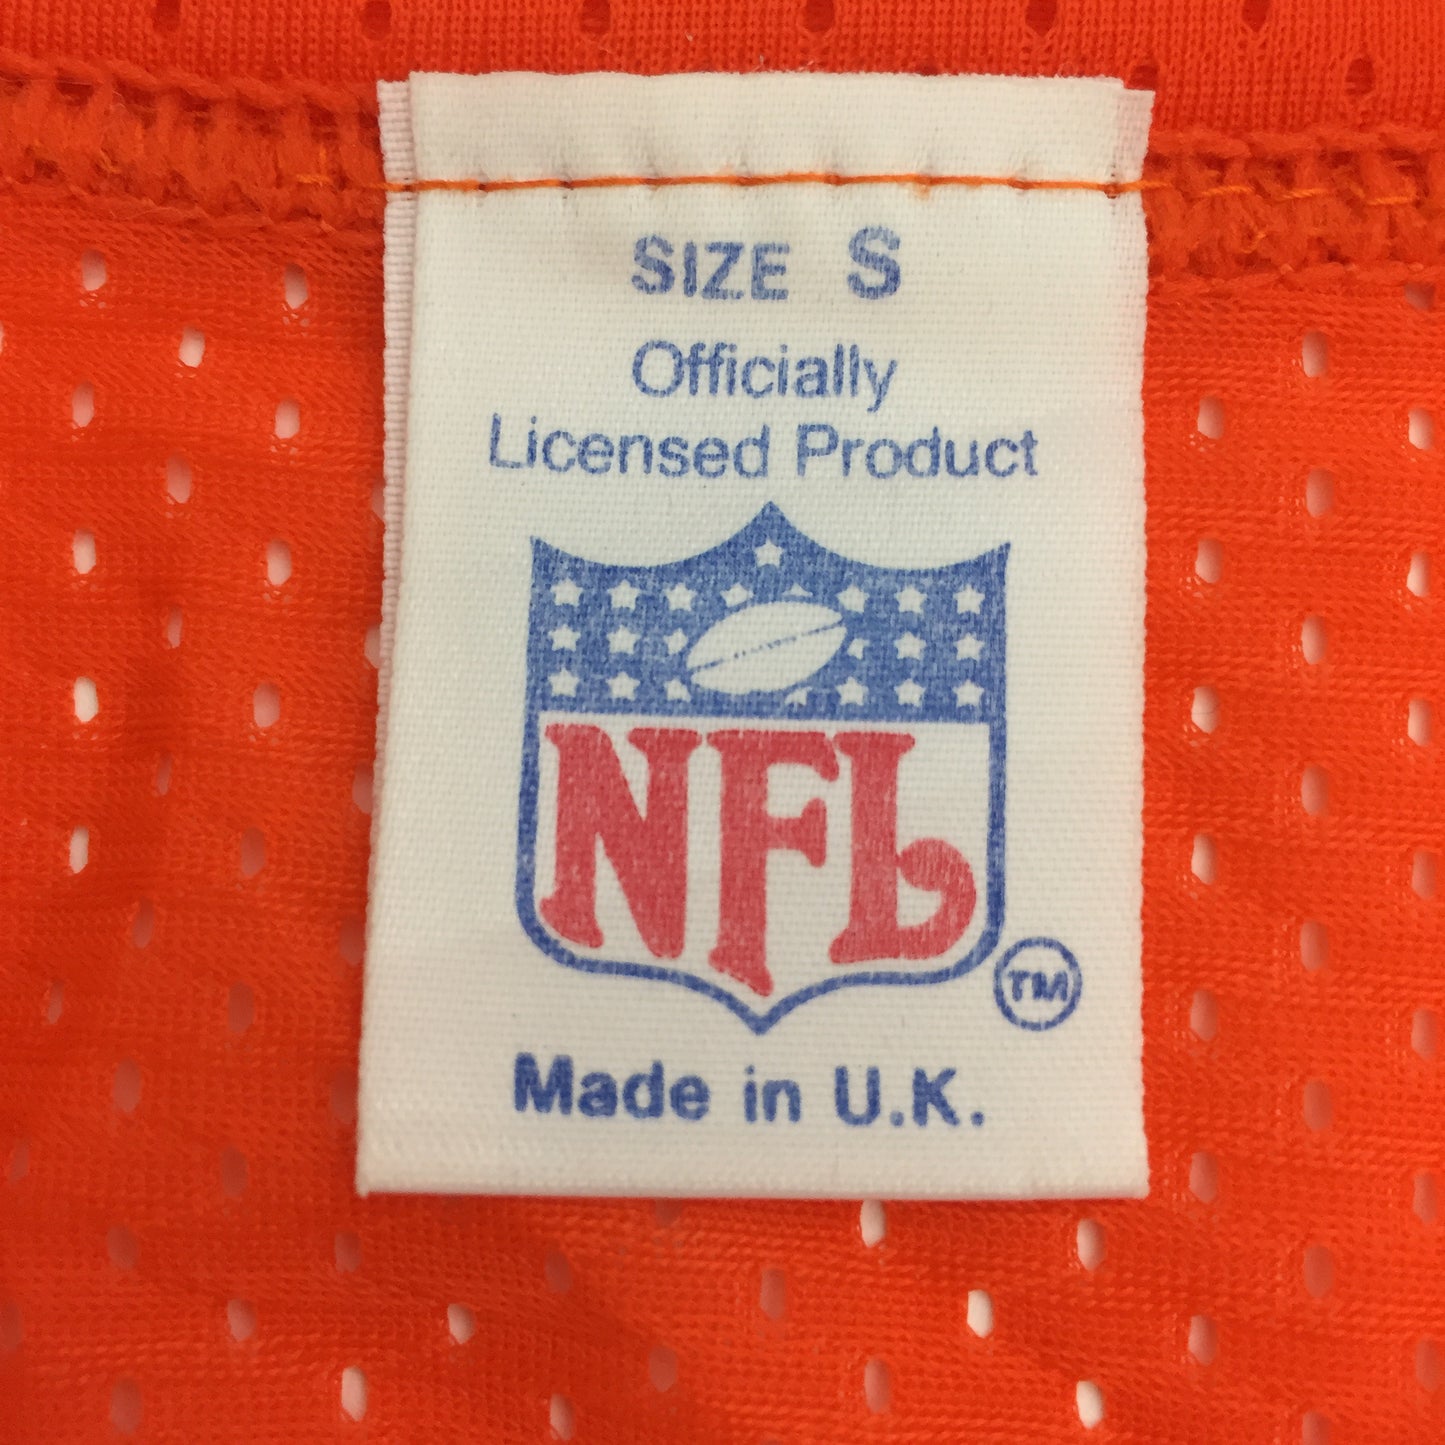 SIZE S
Officially
Licensed Product
NFL
TM
Made in U.K.